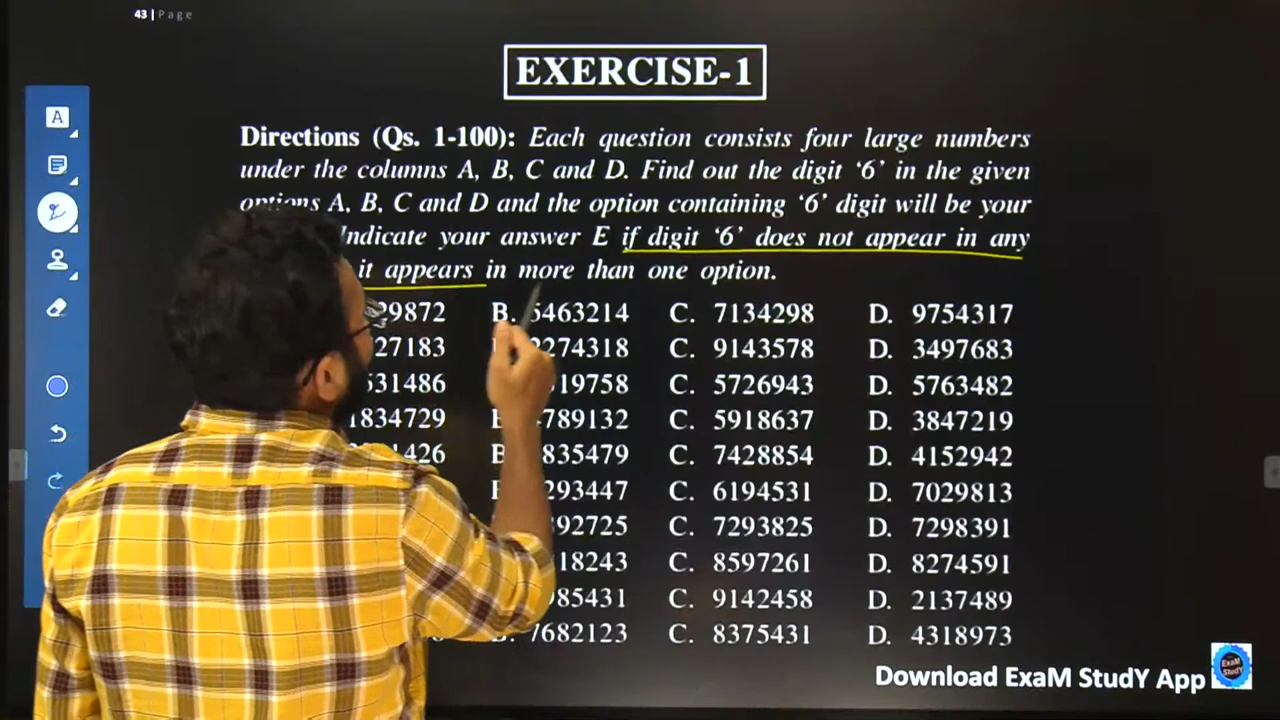 43 | Page
EXERCISE-1
Directions (Qs. 1-100): Each question consists four large numbers
under the columns A, B, C and D. Find out the digit ‘6’ in the given
options A, B, C and D and the option containing ‘6’ digit will be your
Indicate your answer E if digit ‘6’ does not appear in any
it appears in more than one option.
29872 B. 5463214 C. 7134298 D. 9754317
27183 2274318 C. 9143578 D. 3497683
531486 19758 C. 5726943 D. 5763482
1834729 789132 C. 5918637 D. 3847219
426 B 835479 C. 7428854 D. 4152942
293447 C. 6194531 D. 7029813
92725 C. 7293825 D. 7298391
18243 C. 8597261 D. 8274591
985431 C. 9142458 D. 2137489
B. 7682123 C. 8375431 D. 4318973
Download ExaM StudY App
ExaM
StudY